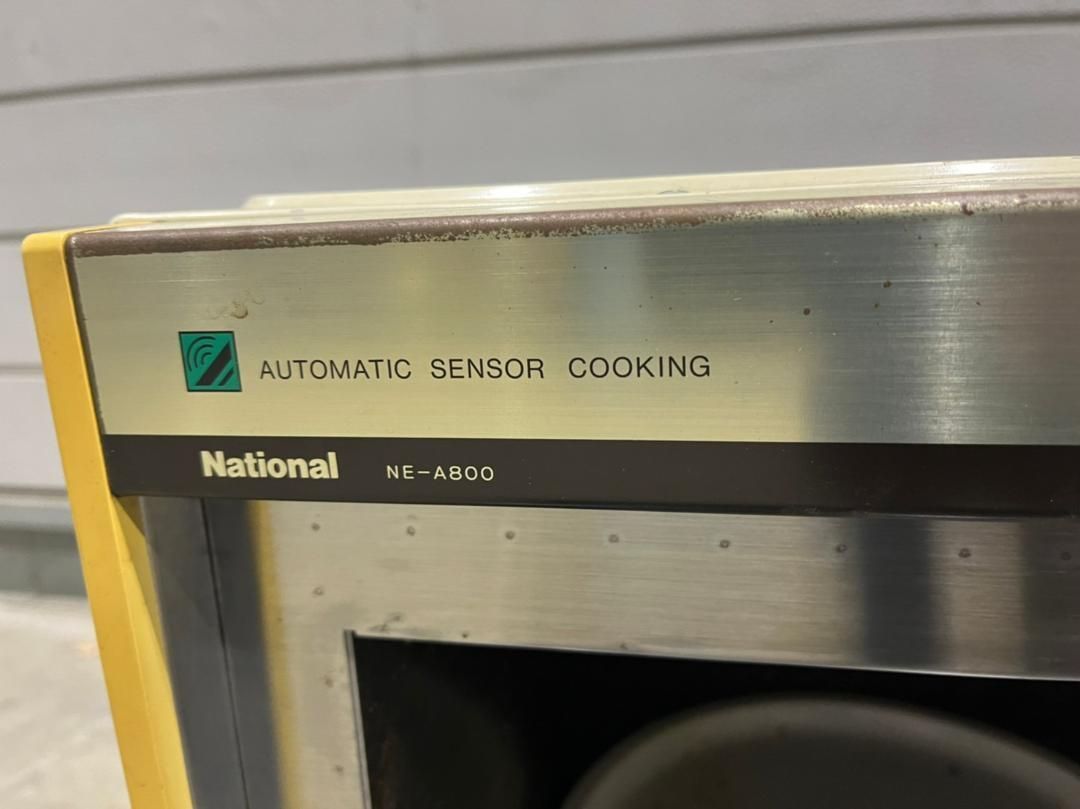 AUTOMATIC SENSOR COOKING
National NE-A800